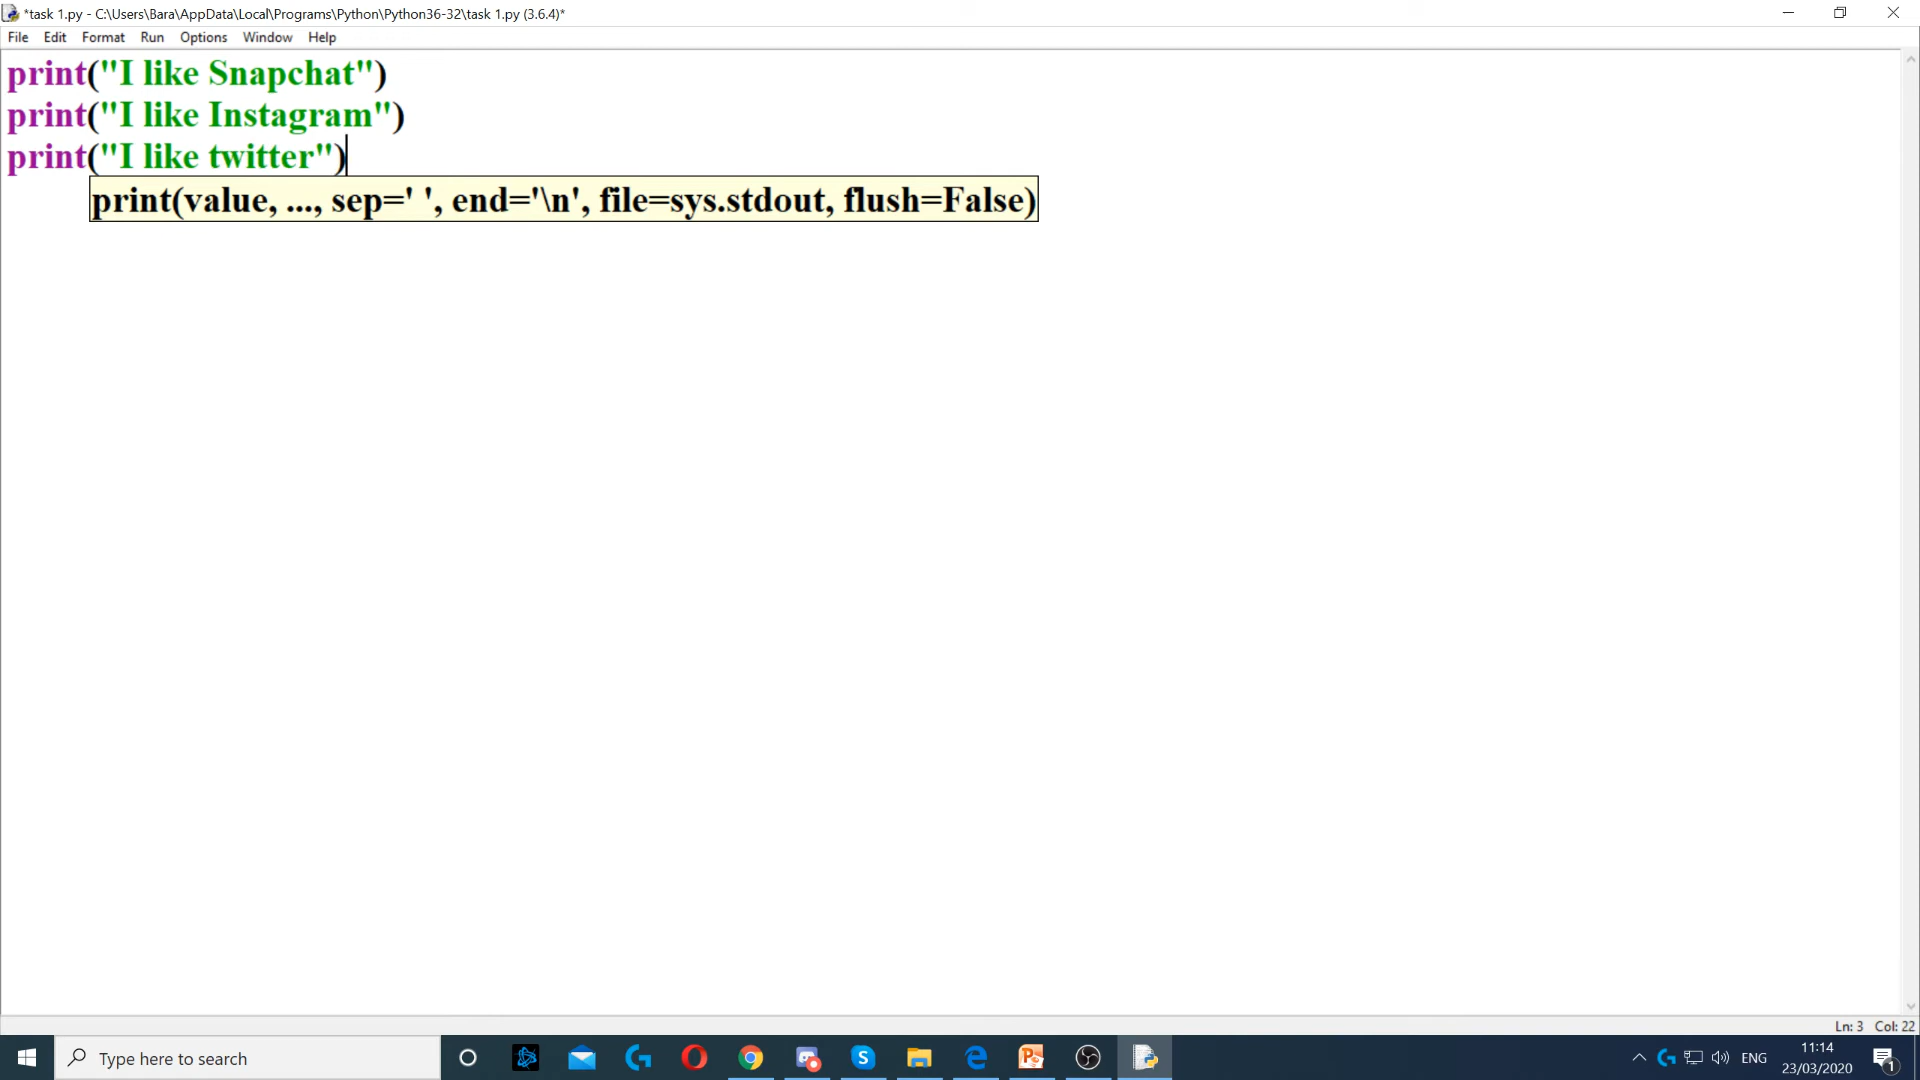 *task 1.py - C:\Users\Bara\AppData\Local\Programs\Python\Python36-32\task 1.py (3.6.4)*
File Edit Format Run Options Window Help
print("I like Snapchat")
print("I like Instagram")
print("I like twitter")
print(value, ..., sep=' ', end='\n', file=sys.stdout, flush=False)
Ln: 3 Col: 22
Type here to search
ENG
11:14
23/03/2020
1